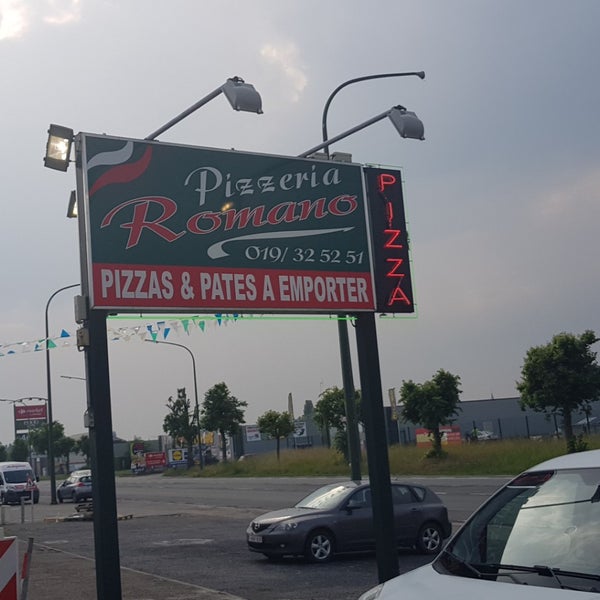 Pizzeria
Romano
019/ 32 52 51
PIZZAS & PATES A EMPORTER
PIZZA